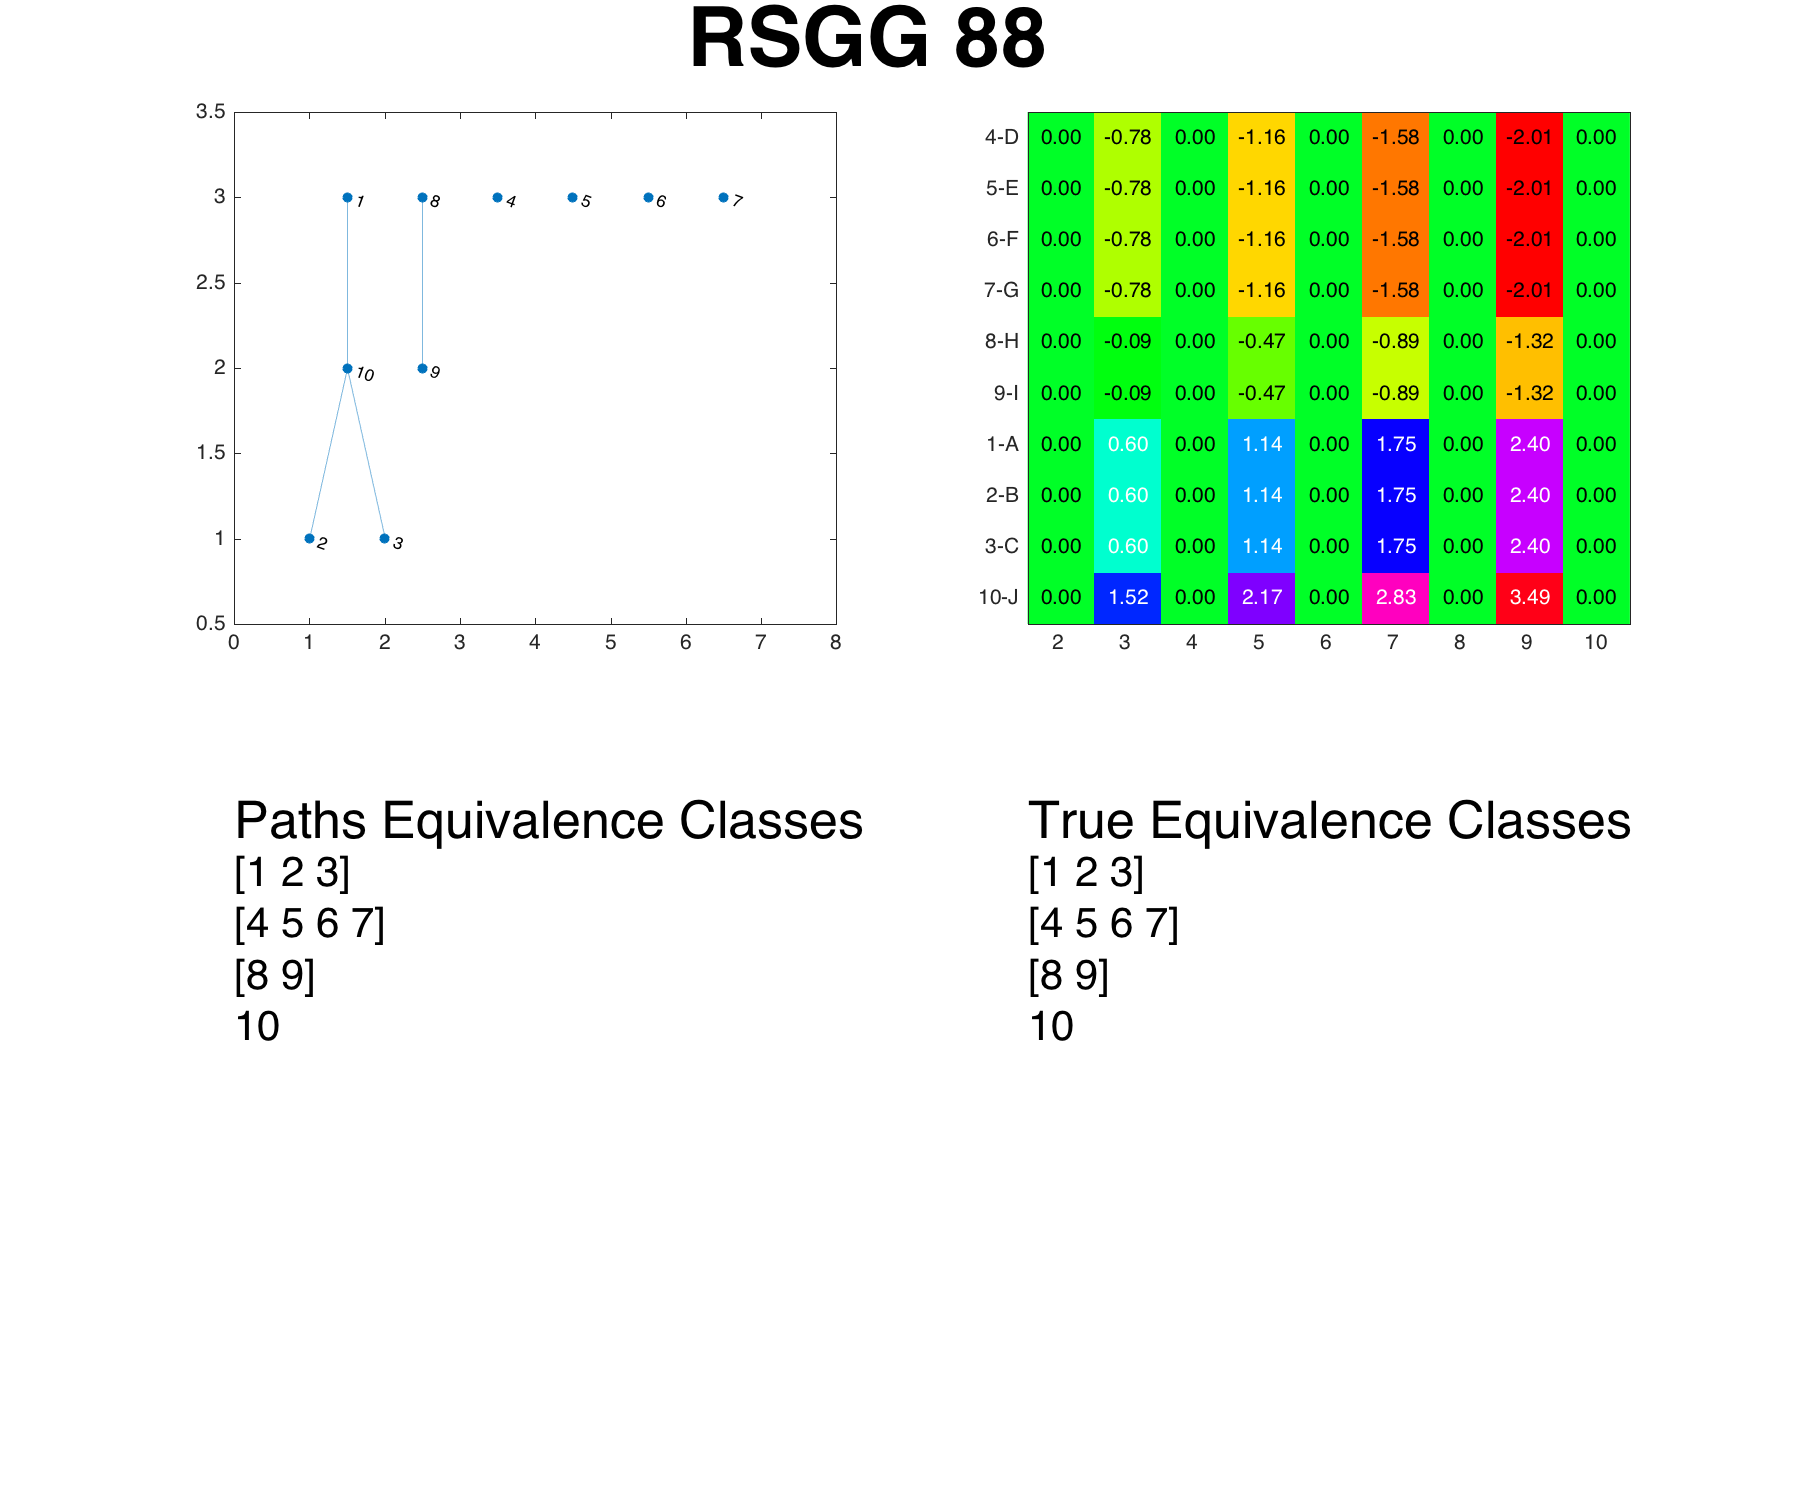 RSGG 88
3.5
3
2.5
2
1.5
1
0.5
0 1 2 3 4 5 6 7 8
1 8 4 5 6 7
10 9
2 3
4-D 0.00 -0.78 0.00 -1.16 0.00 -1.58 0.00 -2.01 0.00
5-E 0.00 -0.78 0.00 -1.16 0.00 -1.58 0.00 -2.01 0.00
6-F 0.00 -0.78 0.00 -1.16 0.00 -1.58 0.00 -2.01 0.00
7-G 0.00 -0.78 0.00 -1.16 0.00 -1.58 0.00 -2.01 0.00
8-H 0.00 -0.09 0.00 -0.47 0.00 -0.89 0.00 -1.32 0.00
9-I 0.00 -0.09 0.00 -0.47 0.00 -0.89 0.00 -1.32 0.00
1-A 0.00 0.60 0.00 1.14 0.00 1.75 0.00 2.40 0.00
2-B 0.00 0.60 0.00 1.14 0.00 1.75 0.00 2.40 0.00
3-C 0.00 0.60 0.00 1.14 0.00 1.75 0.00 2.40 0.00
10-J 0.00 1.52 0.00 2.17 0.00 2.83 0.00 3.49 0.00
2 3 4 5 6 7 8 9 10
Paths Equivalence Classes
[1 2 3]
[4 5 6 7]
[8 9]
10
True Equivalence Classes
[1 2 3]
[4 5 6 7]
[8 9]
10